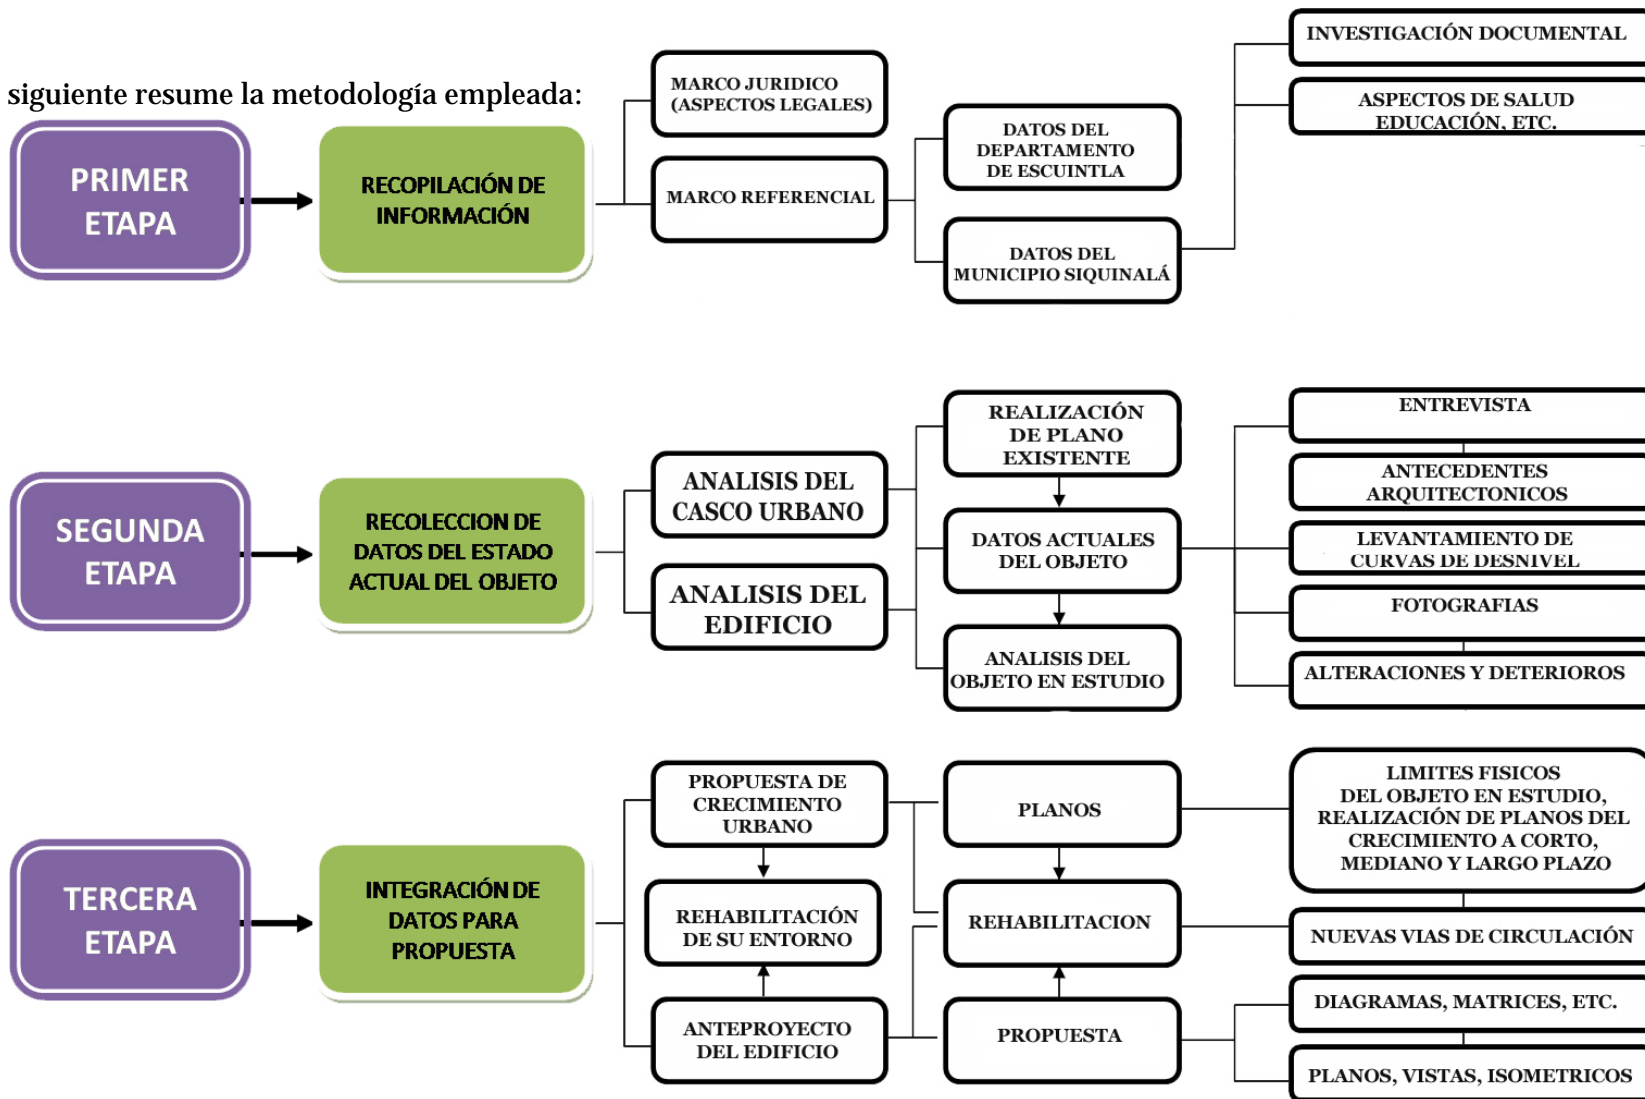 siguiente resume la metodología empleada:
PRIMER
ETAPA
RECOPILACIÓN DE
INFORMACIÓN
MARCO JURIDICO
(ASPECTOS LEGALES)
MARCO REFERENCIAL
DATOS DEL
DEPARTAMENTO
DE ESCUINTLA
DATOS DEL
MUNICIPIO SIQUINALÁ
INVESTIGACIÓN DOCUMENTAL
ASPECTOS DE SALUD
EDUCACIÓN, ETC.
SEGUNDA
ETAPA
RECOLECCION DE
DATOS DEL ESTADO
ACTUAL DEL OBJETO
ANALISIS DEL
CASCO URBANO
ANALISIS DEL
EDIFICIO
REALIZACIÓN
DE PLANO
EXISTENTE
DATOS ACTUALES
DEL OBJETO
ANALISIS DEL
OBJETO EN ESTUDIO
ENTREVISTA
ANTECEDENTES
ARQUITECTONICOS
LEVANTAMIENTO DE
CURVAS DE DESNIVEL
FOTOGRAFIAS
ALTERACIONES Y DETERIOROS
TERCERA
ETAPA
INTEGRACIÓN DE
DATOS PARA
PROPUESTA
PROPUESTA DE
CRECIMIENTO
URBANO
REHABILITACIÓN
DE SU ENTORNO
ANTEPROYECTO
DEL EDIFICIO
PLANOS
REHABILITACION
PROPUESTA
LIMITES FISICOS
DEL OBJETO EN ESTUDIO,
REALIZACIÓN DE PLANOS DEL
CRECIMIENTO A CORTO,
MEDIANO Y LARGO PLAZO
NUEVAS VIAS DE CIRCULACIÓN
DIAGRAMAS, MATRICES, ETC.
PLANOS, VISTAS, ISOMETRICOS